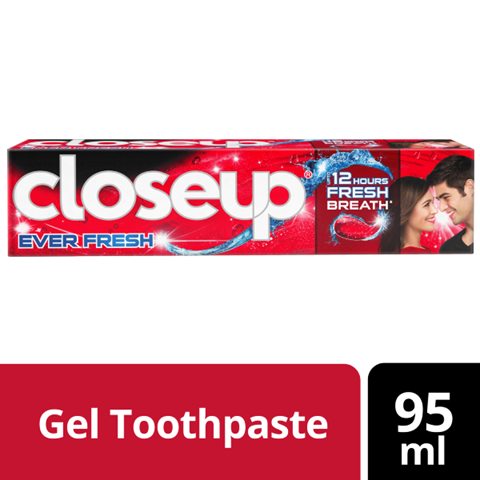 closeup®
EVER FRESH
12 HOURS
FRESH
BREATH*
Gel Toothpaste
95
ml